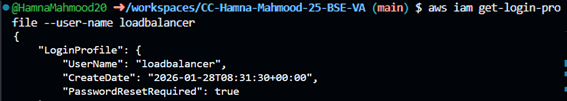 @HamnaMahmood20 ➜/workspaces/CC-Hamna-Mahmood-25-BSE-VA (main) $ aws iam get-login-pro
file --user-name loadbalancer
{
    "LoginProfile": {
        "UserName": "loadbalancer",
        "CreateDate": "2026-01-28T08:31:30+00:00",
        "PasswordResetRequired": true